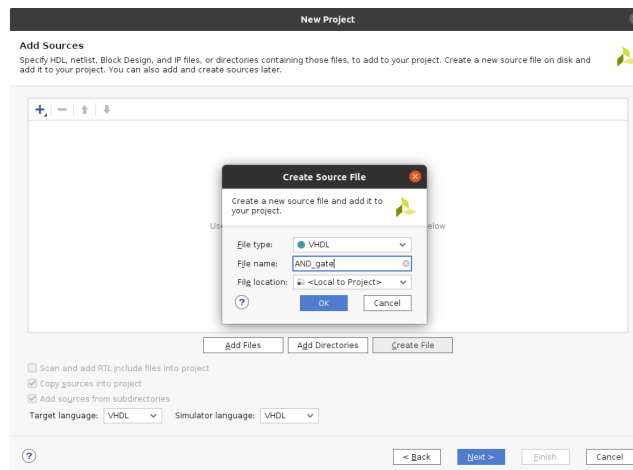 New Project
Add Sources
Specify HDL, netlist, Block Design, and IP files, or directories containing those files, to add to your project. Create a new source file on disk and
add it to your project. You can also add and create sources later.
Create Source File
Create a new source file and add it to
your project.
Us
elow
File type: VHDL
File name: AND_gate
File location: <Local to Project>
? OK Cancel
Add Files Add Directories Create File
Scan and add RTL include files into project
Copy sources into project
Add sources from subdirectories
Target language: VHDL Simulator language: VHDL
? < Back Next > Finish Cancel